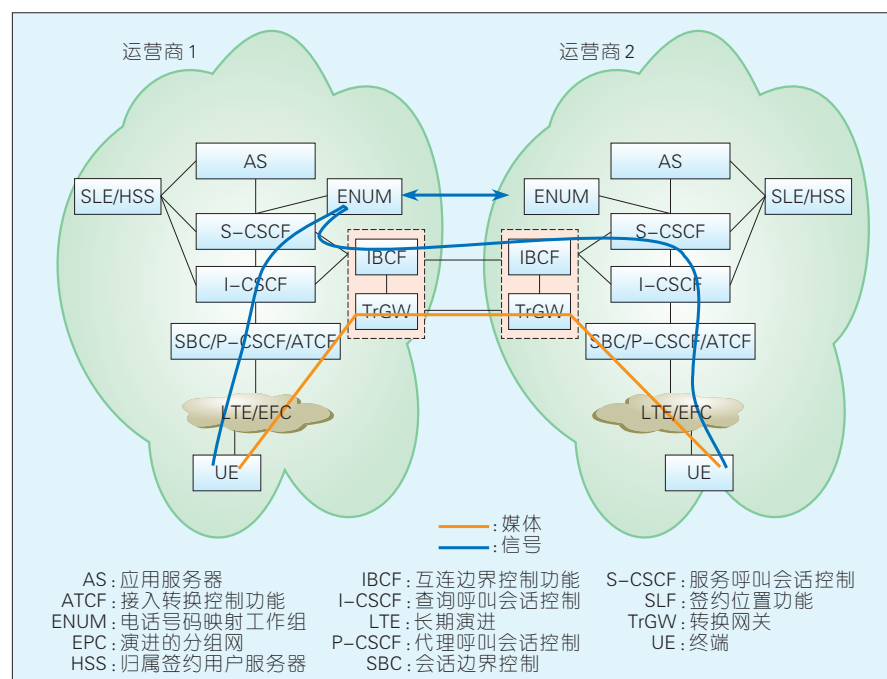 运营商1
运营商2
AS
AS
SLE/HSS
ENUM
ENUM
SLE/HSS
S-CSCF
S-CSCF
IBCF
IBCF
I-CSCF
I-CSCF
TrGW
TrGW
SBC/P-CSCF/ATCF
SBC/P-CSCF/ATCF
LTE/EFC
LTE/EFC
UE
UE
:媒体
:信号
AS:应用服务器
ATCF:接入转换控制功能
ENUM:电话号码映射工作组
EPC:演进的分组网
HSS:归属签约用户服务器
IBCF:互连边界控制功能
I-CSCF:查询呼叫会话控制
LTE:长期演进
P-CSCF:代理呼叫会话控制
SBC:会话边界控制
S-CSCF:服务呼叫会话控制
SLF:签约位置功能
TrGW:转换网关
UE:终端